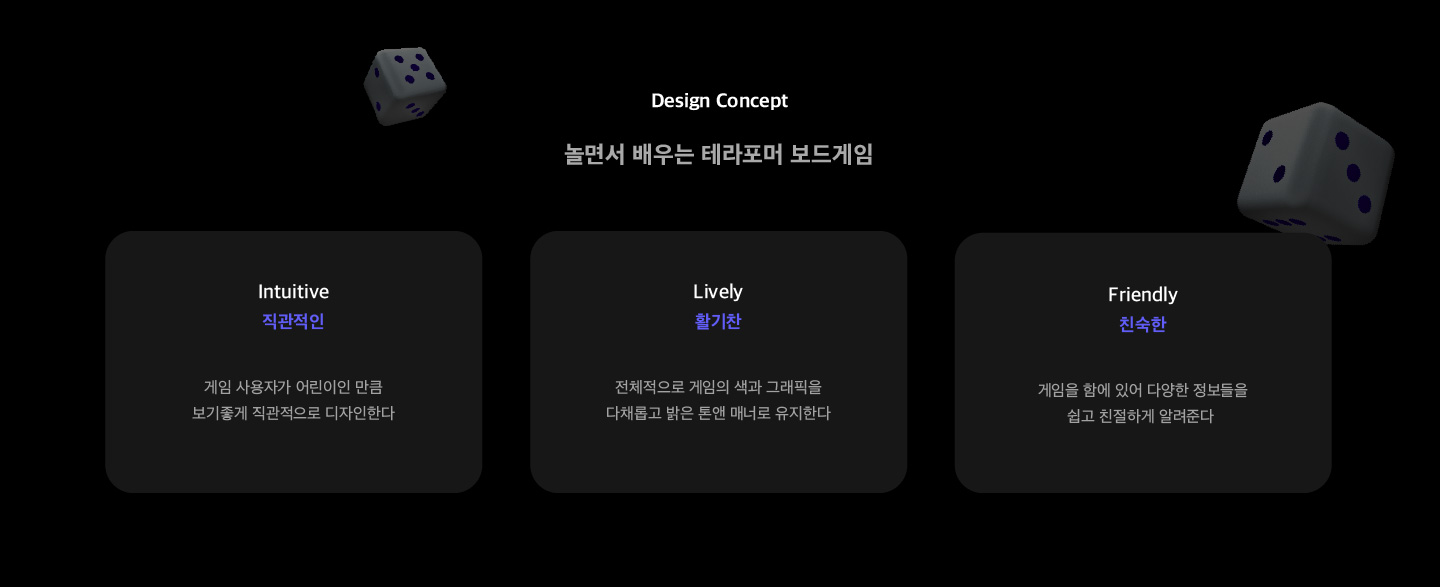 Design Concept
놀면서 배우는 테라포머 보드게임
Intuitive
직관적인
게임 사용자가 어린이인 만큼
보기좋게 직관적으로 디자인한다
Lively
활기찬
전체적으로 게임의 색과 그래픽을
다채롭고 밝은 톤앤 매너로 유지한다
Friendly
친숙한
게임을 함에 있어 다양한 정보들을
쉽고 친절하게 알려준다